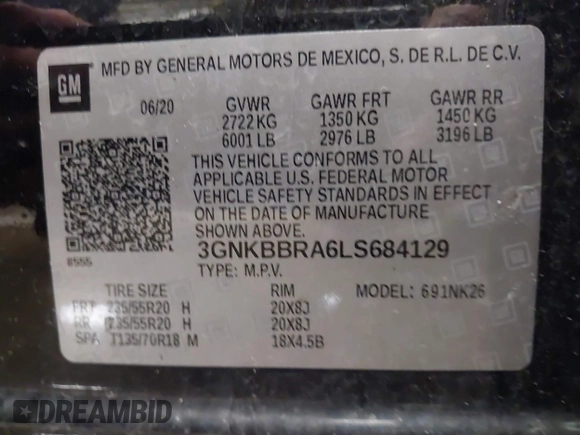 GM
MFD BY GENERAL MOTORS DE MEXICO, S. DE R.L. DE C.V.
06/20 GVWR GAWR FRT GAWR RR
2722 KG 1350 KG 1450 KG
6001 LB 2976 LB 3196 LB
THIS VEHICLE CONFORMS TO ALL
APPLICABLE U.S. FEDERAL MOTOR
VEHICLE SAFETY STANDARDS IN EFFECT
ON THE DATE OF MANUFACTURE
SHOWN ABOVE.
3GNKBBRA6LS684129
8555
TYPE: M.P.V.
TIRE SIZE RIM MODEL: 691NK26
FRT 235/55R20 H 20X8J
RR 235/55R20 H 20X8J
SPA T135/70R18 M 18X4.5B
DREAMBID